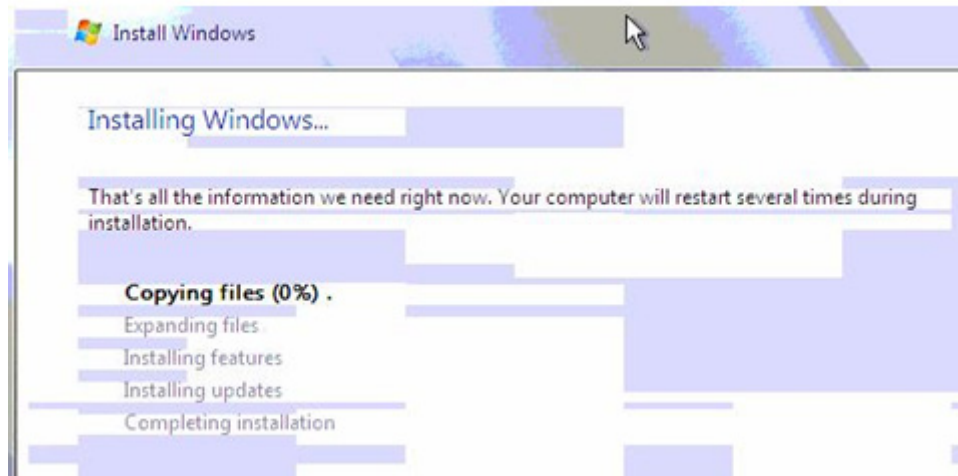 Install Windows
Installing Windows...
That's all the information we need right now. Your computer will restart several times during
installation.
Copying files (0%) .
Expanding files
Installing features
Installing updates
Completing installation